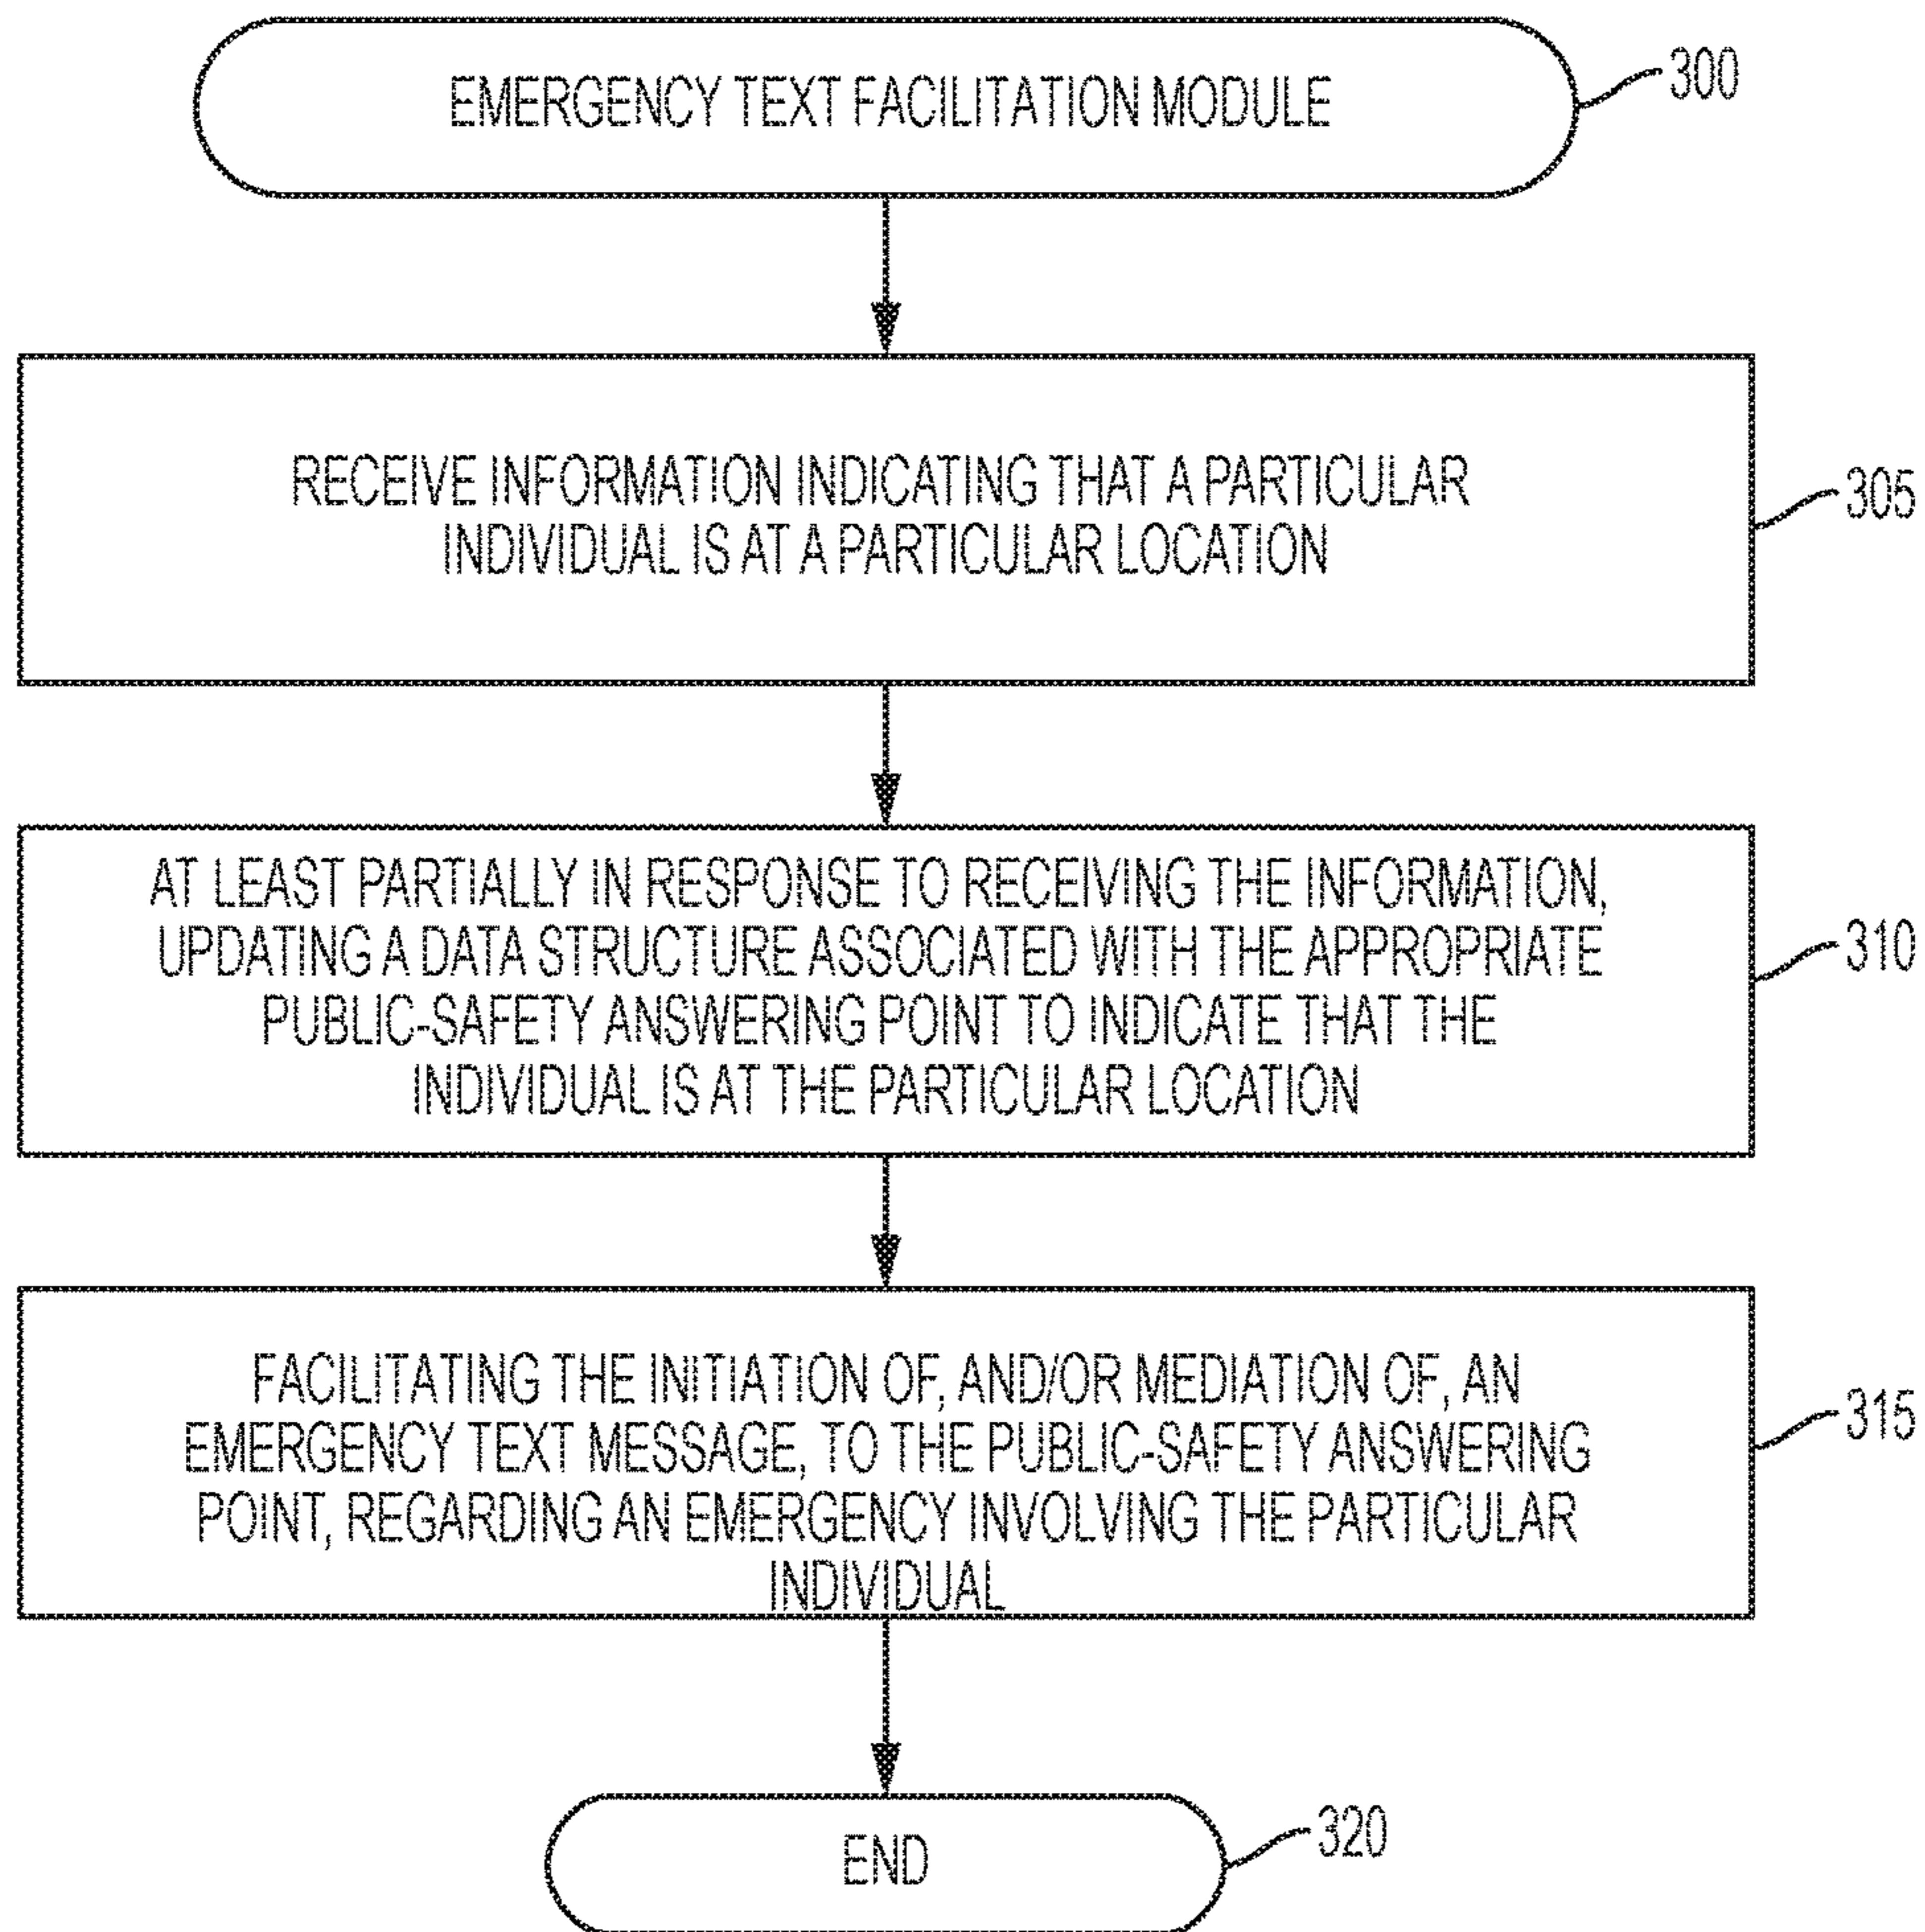 EMERGENCY TEXT FACILITATION MODULE
300
RECEIVE INFORMATION INDICATING THAT A PARTICULAR
INDIVIDUAL IS AT A PARTICULAR LOCATION
305
AT LEAST PARTIALLY IN RESPONSE TO RECEIVING THE INFORMATION,
UPDATING A DATA STRUCTURE ASSOCIATED WITH THE APPROPRIATE
PUBLIC-SAFETY ANSWERING POINT TO INDICATE THAT THE
INDIVIDUAL IS AT THE PARTICULAR LOCATION
310
FACILITATING THE INITIATION OF, AND/OR MEDIATION OF, AN
EMERGENCY TEXT MESSAGE, TO THE PUBLIC-SAFETY ANSWERING
POINT, REGARDING AN EMERGENCY INVOLVING THE PARTICULAR
INDIVIDUAL
315
END
320